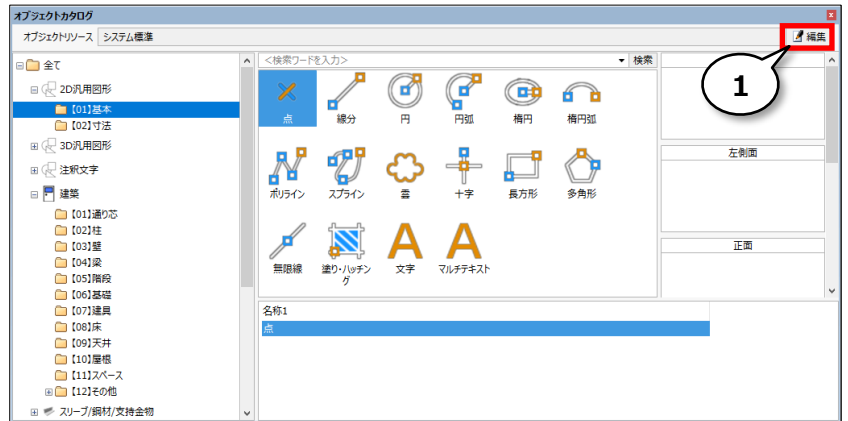 オブジェクトカタログ
オブジェクトリソース システム標準
編集
1
全て
2D汎用図形
【01】基本
【02】寸法
3D汎用図形
注釈文字
建築
【01】通り芯
【02】柱
【03】壁
【04】梁
【05】階段
【06】基礎
【07】建具
【08】床
【09】天井
【10】屋根
【11】スペース
【12】その他
スリーブ/鋼材/支持金物
<検索ワードを入力>
検索
点 線分 円 円弧 楕円 楕円弧
ポリライン スプライン 雲 十字 長方形 多角形
無限線 塗り・ハッチン
グ 文字 マルチテキスト
左側面
正面
名称1
点